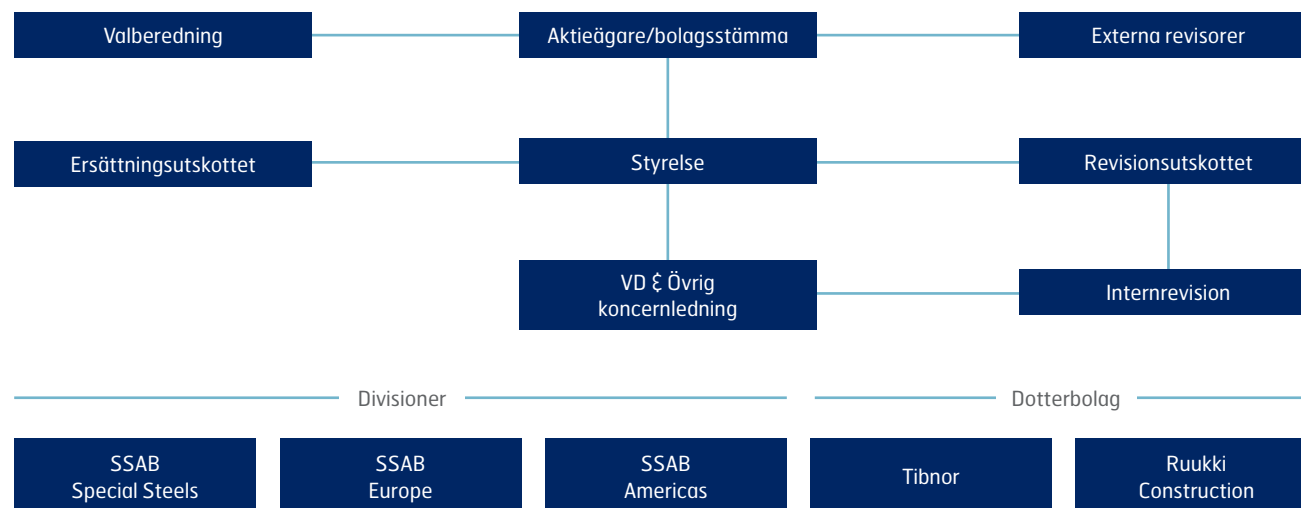 Valberedning
Aktieägare/bolagsstämma
Externa revisorer
Ersättningsutskottet
Styrelse
Revisionsutskottet
VD & Övrig
koncernledning
Internrevision
Divisioner
Dotterbolag
SSAB
Special Steels
SSAB
Europe
SSAB
Americas
Tibnor
Ruukki
Construction